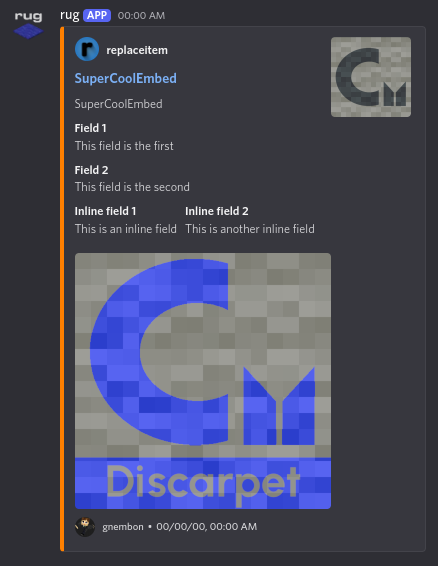 rug
rug APP 00:00 AM
replaceitem
SuperCoolEmbed
SuperCoolEmbed
Field 1
This field is the first
Field 2
This field is the second
Inline field 1 Inline field 2
This is an inline field This is another inline field
CM
CM
Discarpet
gnembon • 00/00/00, 00:00 AM